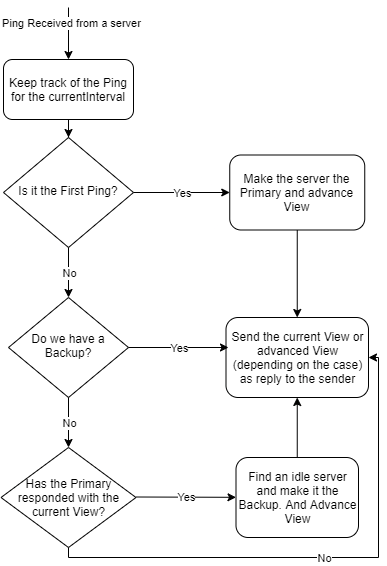 Ping Received from a server
Keep track of the Ping
for the currentInterval
Is it the First Ping?
Yes
Make the server the
Primary and advance
View
No
Do we have a
Backup?
Yes
Send the current View or
advanced View
(depending on the case)
as reply to the sender
No
Has the Primary
responded with the
current View?
Yes
Find an idle server
and make it the
Backup. And Advance
View
No